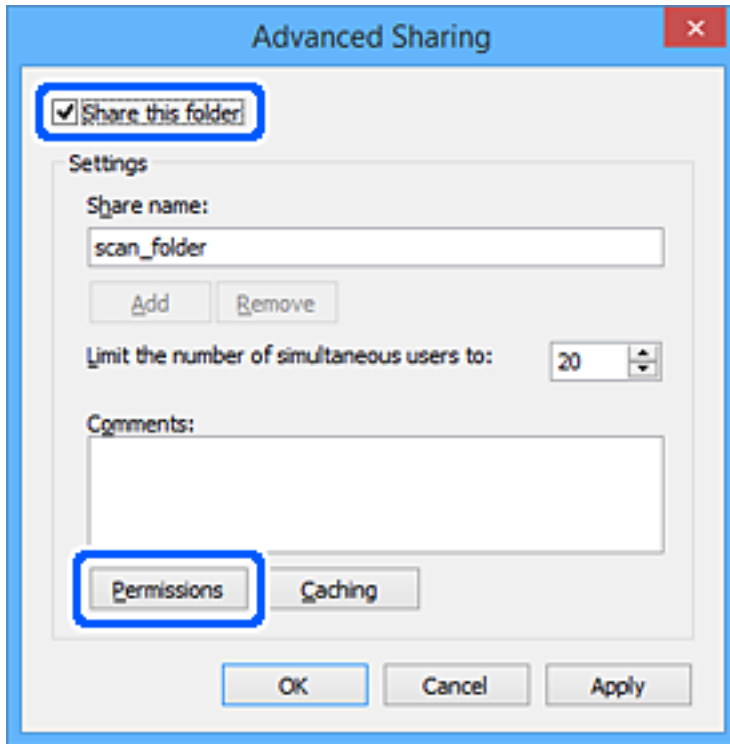 Advanced Sharing
Share this folder
Settings
Share name:
scan_folder
Add Remove
Limit the number of simultaneous users to: 20
Comments:
Permissions Caching
OK Cancel Apply